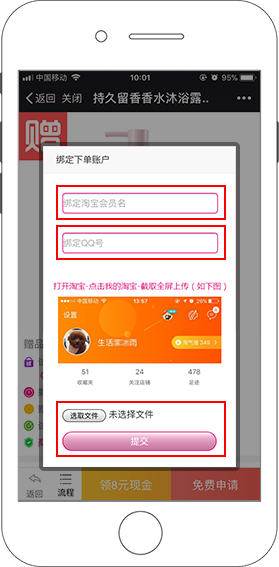 中国移动 10:01 95%
返回 关闭 持久留香香水沐浴露.. •••
赠
绑定下单账户
绑定淘宝会员名
绑定QQ号
打开淘宝-点击我的淘宝-截取全屏上传（如下图）
中国移动 13:57 26%
设置
生活 雨
淘气值 349 >
51 24 478
收藏夹 关注店铺 足迹
选取文件 未选择文件
提交
赠品
返回 流程 领8元现金 免费申请